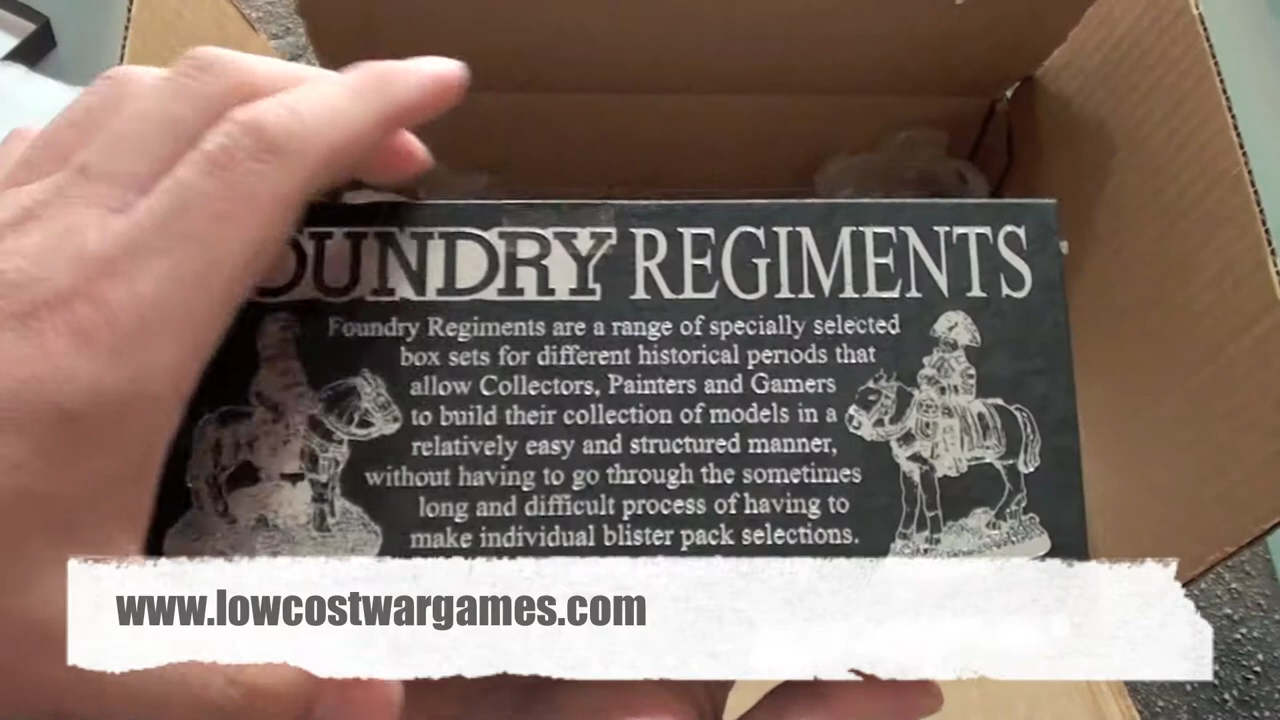 OUNDRY REGIMENTS
Foundry Regiments are a range of specially selected
box sets for different historical periods that
allow Collectors, Painters and Gamers
to build their collection of models in a
relatively easy and structured manner,
without having to go through the sometimes
long and difficult process of having to
make individual blister pack selections.
www.lowcostwargames.com